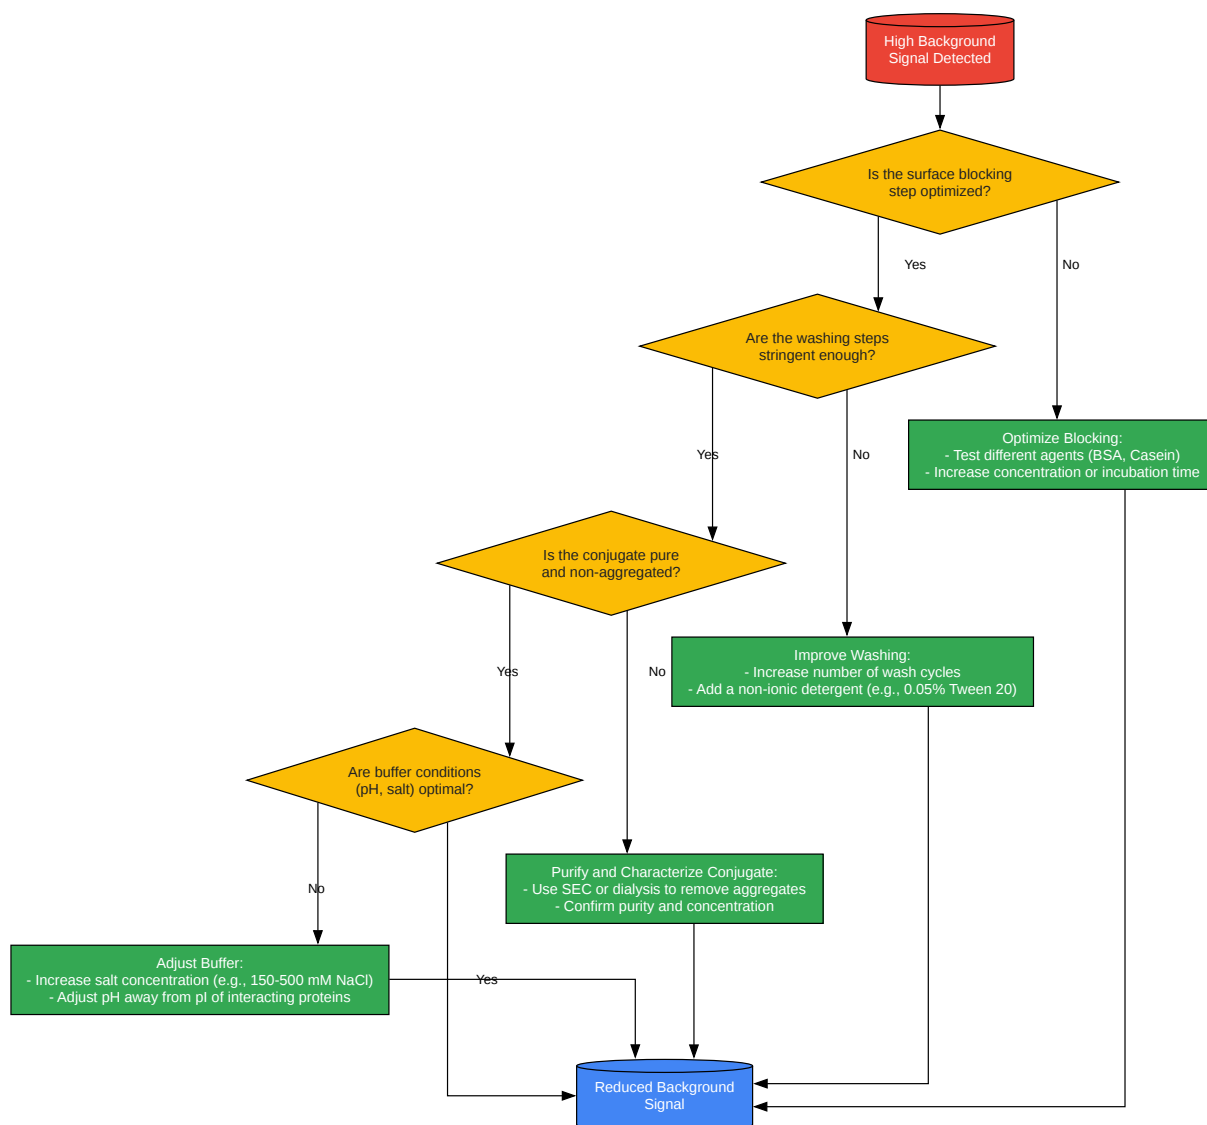 High Background
Signal Detected
Is the surface blocking
step optimized?
Yes
No
Are the washing steps
stringent enough?
Optimize Blocking:
- Test different agents (BSA, Casein)
- Increase concentration or incubation time
Yes
No
Is the conjugate pure
and non-aggregated?
Improve Washing:
- Increase number of wash cycles
- Add a non-ionic detergent (e.g., 0.05% Tween 20)
Yes
No
Are buffer conditions
(pH, salt) optimal?
Purify and Characterize Conjugate:
- Use SEC or dialysis to remove aggregates
- Confirm purity and concentration
No
Adjust Buffer:
- Increase salt concentration (e.g., 150-500 mM NaCl)
- Adjust pH away from pI of interacting proteins
Yes
Reduced Background
Signal